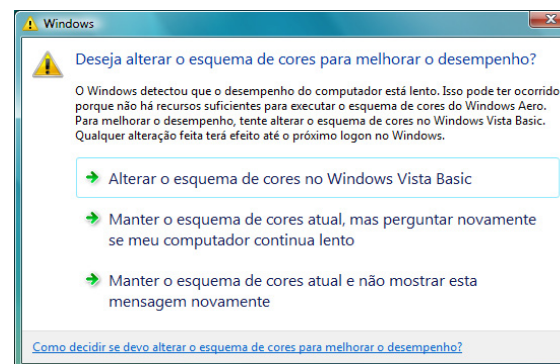 Windows
Deseja alterar o esquema de cores para melhorar o desempenho?
O Windows detectou que o desempenho do computador está lento. Isso pode ter ocorrido
porque não há recursos suficientes para executar o esquema de cores do Windows Aero.
Para melhorar o desempenho, tente alterar o esquema de cores no Windows Vista Basic.
Qualquer alteração feita terá efeito até o próximo logon no Windows.
Alterar o esquema de cores no Windows Vista Basic
Manter o esquema de cores atual, mas perguntar novamente
se meu computador continua lento
Manter o esquema de cores atual e não mostrar esta
mensagem novamente
Como decidir se devo alterar o esquema de cores para melhorar o desempenho?